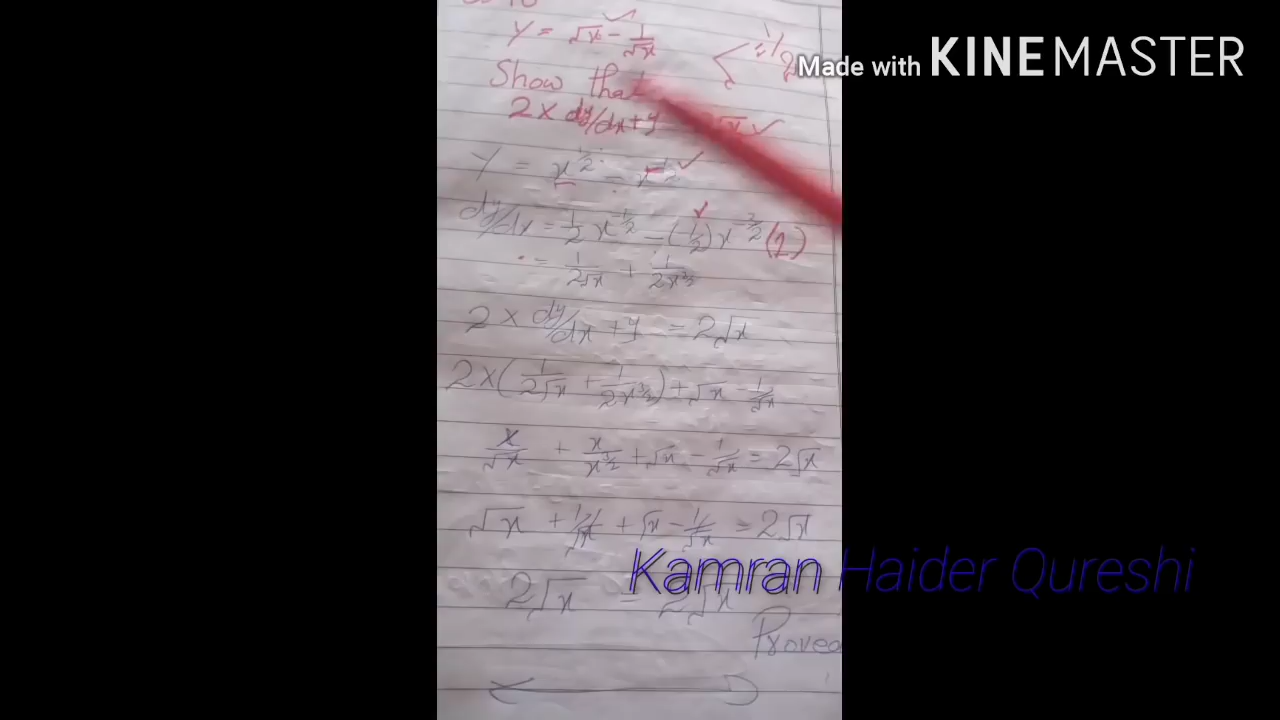 Y = √x - 1/√x
Made with KINEMASTER
Show that
2x dy/dx + y 2√x
Y = x^1/2 - x^-1/2
dy/dx = 1/2 x^-1/2 - (-1/2) x^-3/2 (1)
= 1/2√x + 1/2x^3/2
2x dy/dx + y = 2√x
2x(1/2√x + 1/2x^3/2) + √x - 1/√x
x/√x + x/x^3/2 + √x - 1/√x = 2√x
√x + 1/√x + √x - 1/√x = 2√x
Kamran Haider Qureshi
2√x = 2√x
Proved